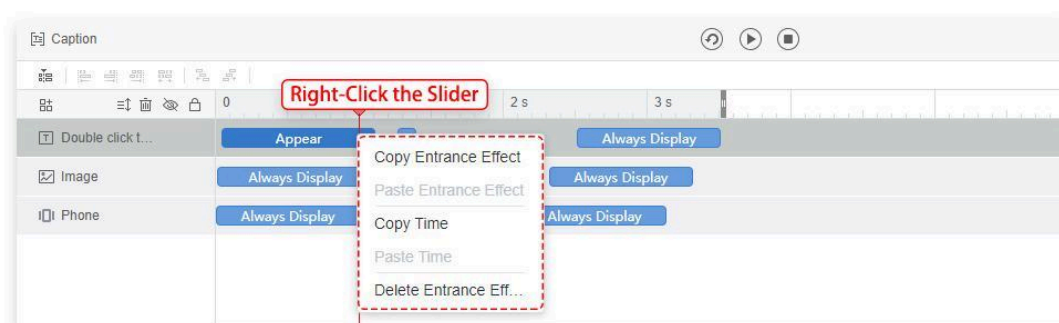 Caption
Right-Click the Slider
0 2 s 3 s
Double click t... Appear Always Display
Image Always Display Always Display
Phone Always Display Always Display
Copy Entrance Effect
Paste Entrance Effect
Copy Time
Paste Time
Delete Entrance Eff...